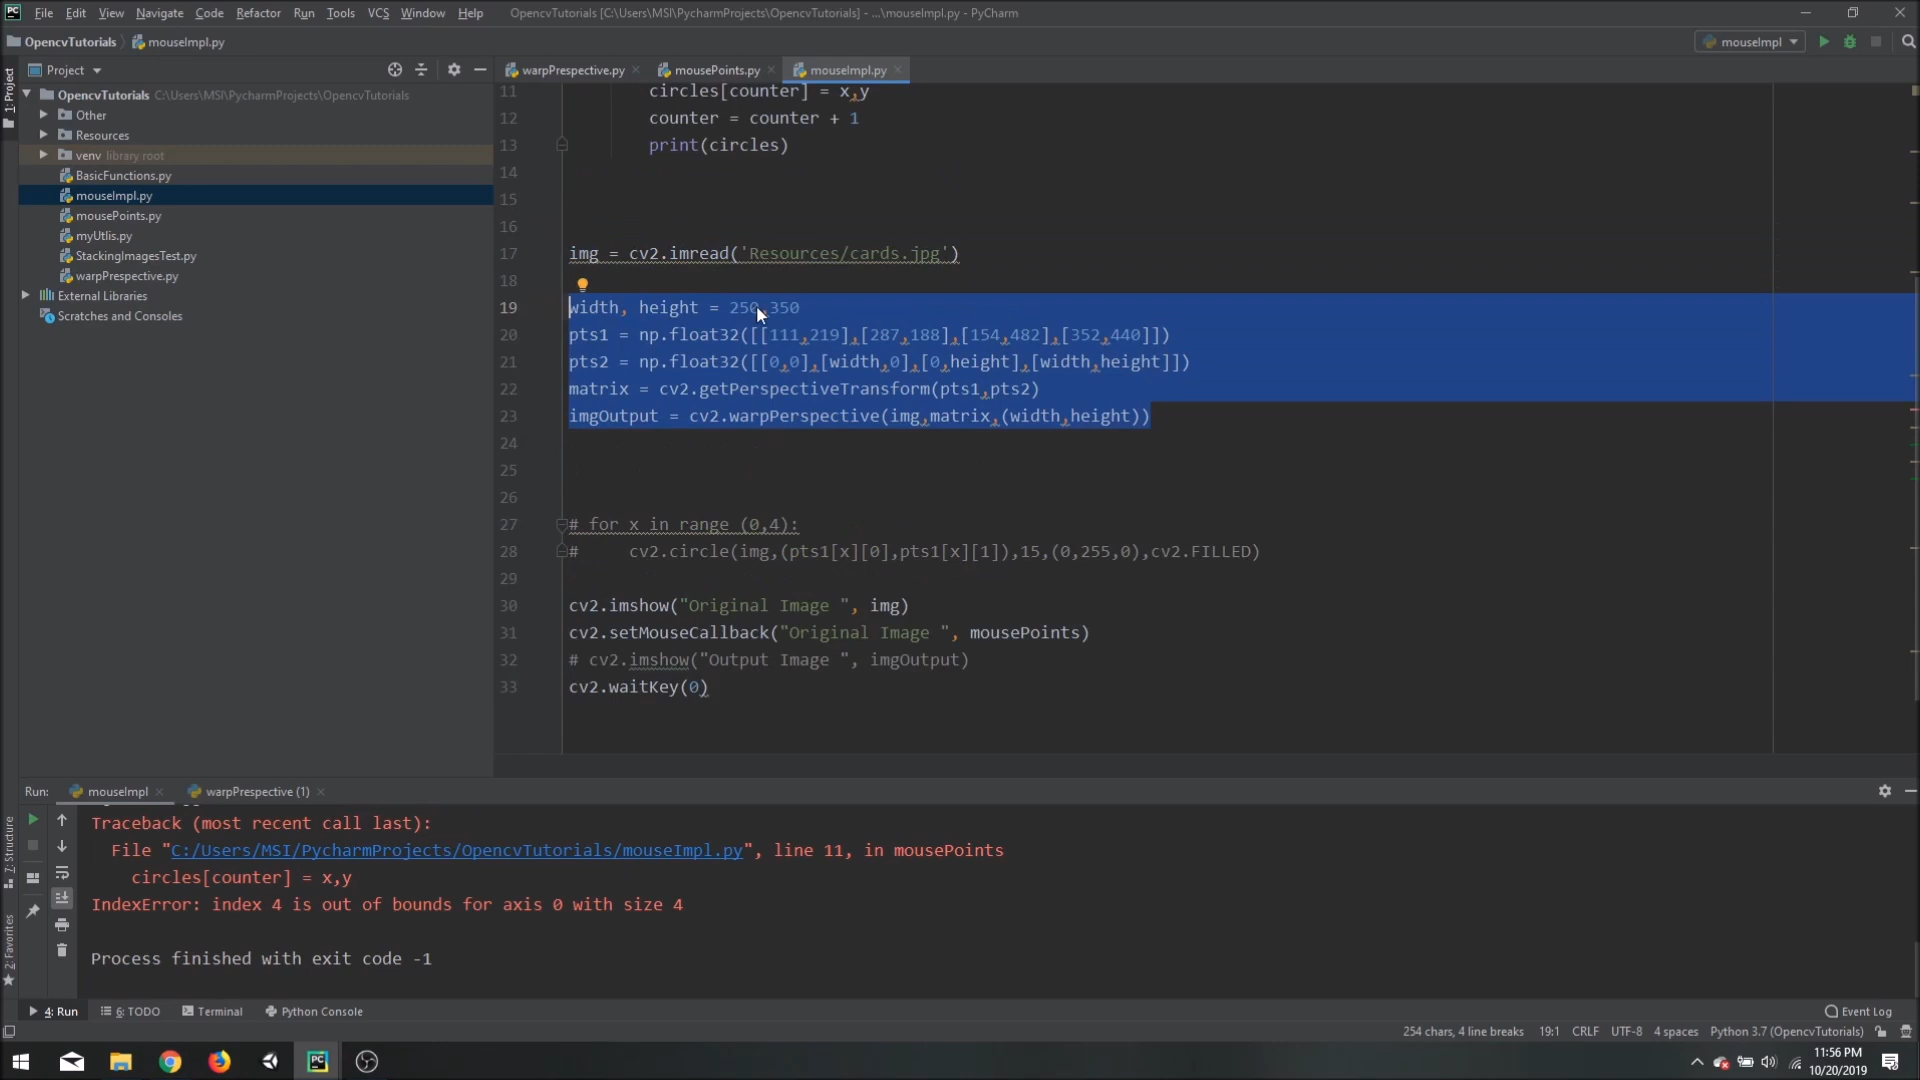 File Edit View Navigate Code Refactor Run Tools VCS Window Help OpencvTutorials [C:\Users\MSI\PycharmProjects\OpencvTutorials] - ...\mouseImpl.py - PyCharm
OpencvTutorials mouseImpl.py mouseImpl
1: Project
Project
warpPrespective.py mousePoints.py mouseImpl.py
OpencvTutorials C:\Users\MSI\PycharmProjects\OpencvTutorials
Other
Resources
venv library root
BasicFunctions.py
mouseImpl.py
mousePoints.py
myUtlis.py
StackingImagesTest.py
warpPrespective.py
External Libraries
Scratches and Consoles
11 circles[counter] = x,y
12 counter = counter + 1
13 print(circles)
14
15
16
17 img = cv2.imread('Resources/cards.jpg')
18
19 width, height = 250,350
20 pts1 = np.float32([[111,219],[287,188],[154,482],[352,440]])
21 pts2 = np.float32([[0,0],[width,0],[0,height],[width,height]])
22 matrix = cv2.getPerspectiveTransform(pts1,pts2)
23 imgOutput = cv2.warpPerspective(img,matrix,(width,height))
24
25
26
27 # for x in range (0,4):
28 #     cv2.circle(img,(pts1[x][0],pts1[x][1]),15,(0,255,0),cv2.FILLED)
29
30 cv2.imshow("Original Image ", img)
31 cv2.setMouseCallback("Original Image ", mousePoints)
32 # cv2.imshow("Output Image ", imgOutput)
33 cv2.waitKey(0)
Run: mouseImpl warpPrespective (1)
Traceback (most recent call last):
File "C:/Users/MSI/PycharmProjects/OpencvTutorials/mouseImpl.py", line 11, in mousePoints
circles[counter] = x,y
IndexError: index 4 is out of bounds for axis 0 with size 4
Process finished with exit code -1
7: Structure
2: Favorites
4: Run 6: TODO Terminal Python Console Event Log
254 chars, 4 line breaks 19:1 CRLF UTF-8 4 spaces Python 3.7 (OpencvTutorials)
11:56 PM
10/20/2019